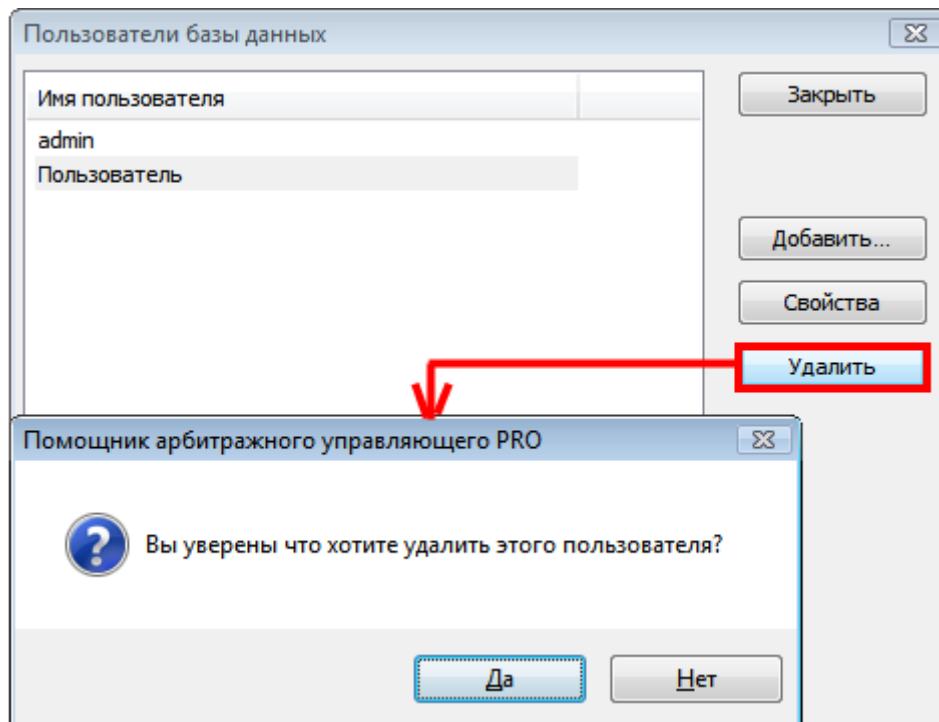 Пользователи базы данных
Имя пользователя
admin
Пользователь
Закрыть
Добавить...
Свойства
Удалить
Помощник арбитражного управляющего PRO
Вы уверены что хотите удалить этого пользователя?
Да
Нет